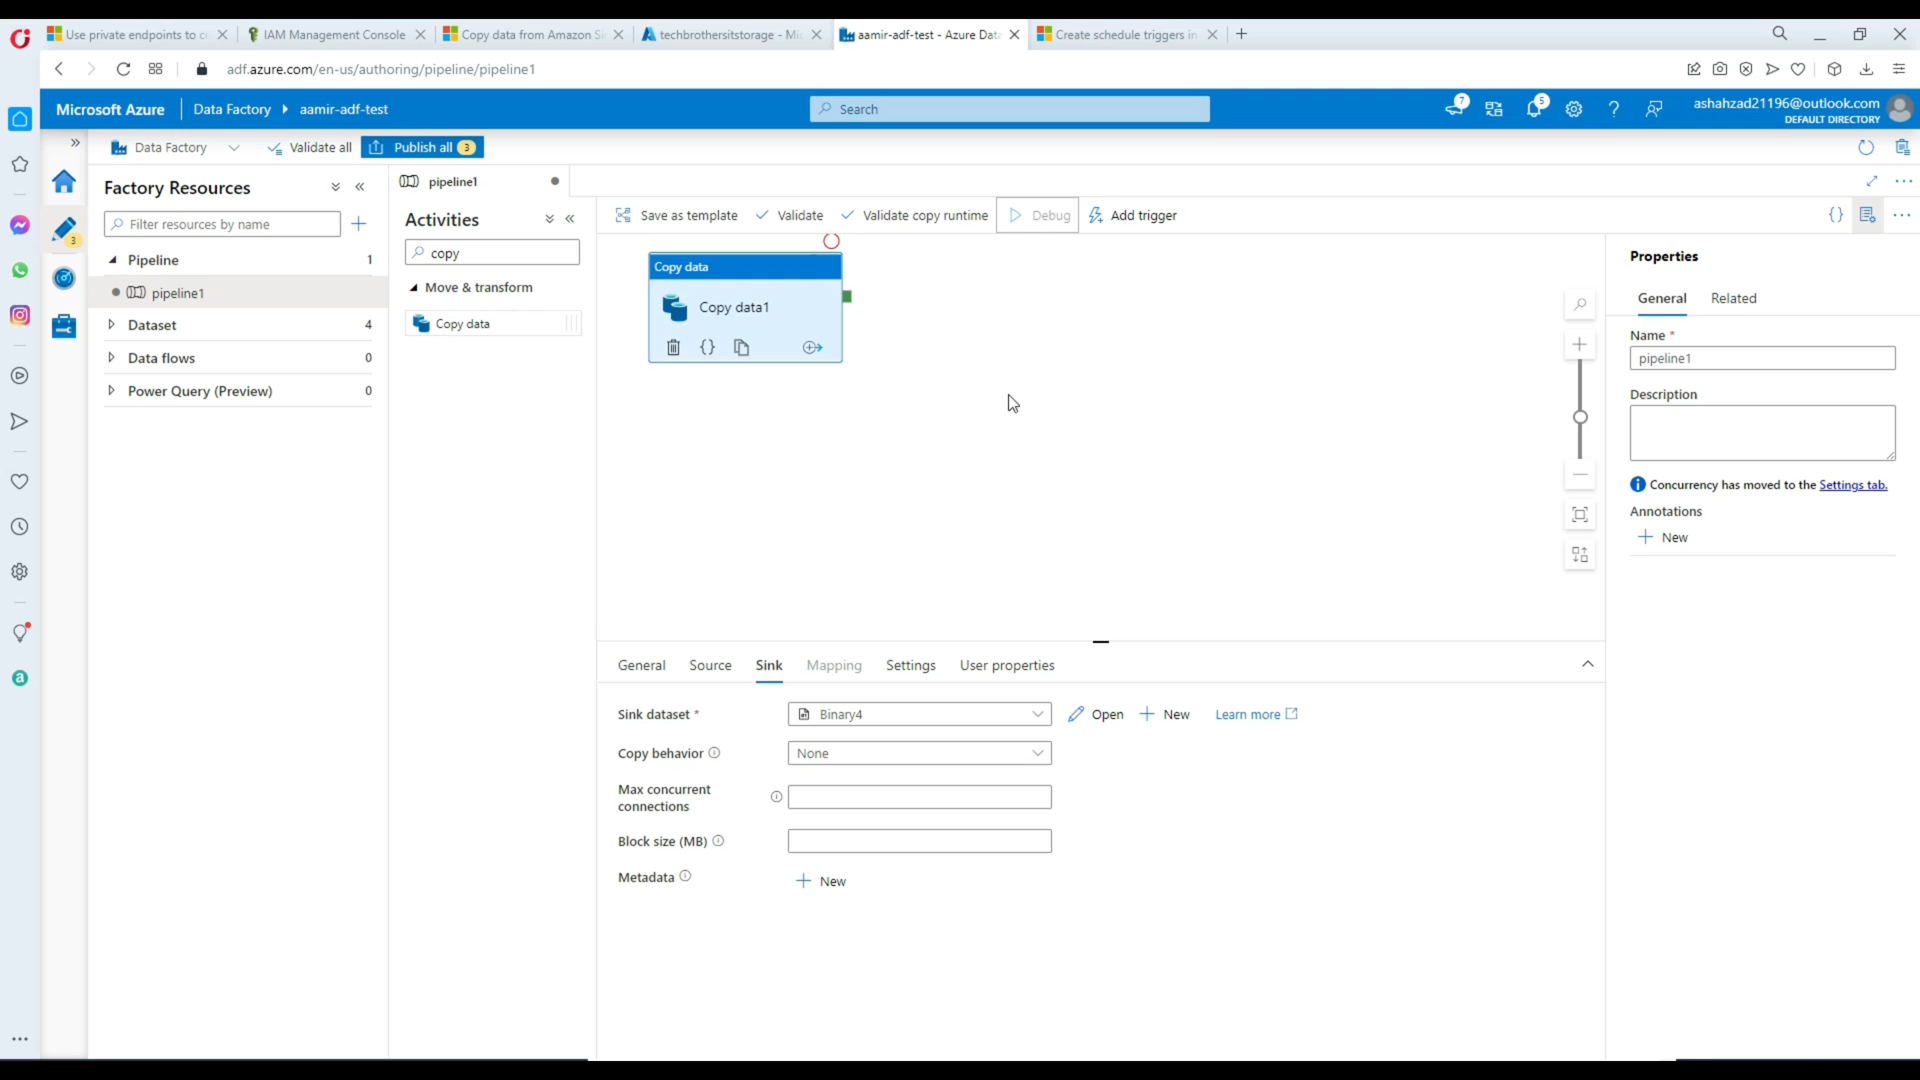 Use private endpoints to c
IAM Management Console
Copy data from Amazon Si
techbrothersitstorage - Mi
aamir-adf-test - Azure Data
Create schedule triggers in
adf.azure.com/en-us/authoring/pipeline/pipeline1
Microsoft Azure
Data Factory
aamir-adf-test
Search
7
5
ashahzad21196@outlook.com
DEFAULT DIRECTORY
Data Factory
Validate all
Publish all 3
Factory Resources
pipeline1
Activities
Save as template
Validate
Validate copy runtime
Debug
Add trigger
Filter resources by name
3
copy
Pipeline 1
pipeline1
Dataset 4
Data flows 0
Power Query (Preview) 0
Move & transform
Copy data
Copy data
Copy data1
Properties
General
Related
Name *
pipeline1
Description
Concurrency has moved to the Settings tab.
Annotations
New
General
Source
Sink
Mapping
Settings
User properties
Sink dataset *
Binary4
Open
New
Learn more
Copy behavior
None
Max concurrent
connections
Block size (MB)
Metadata
New